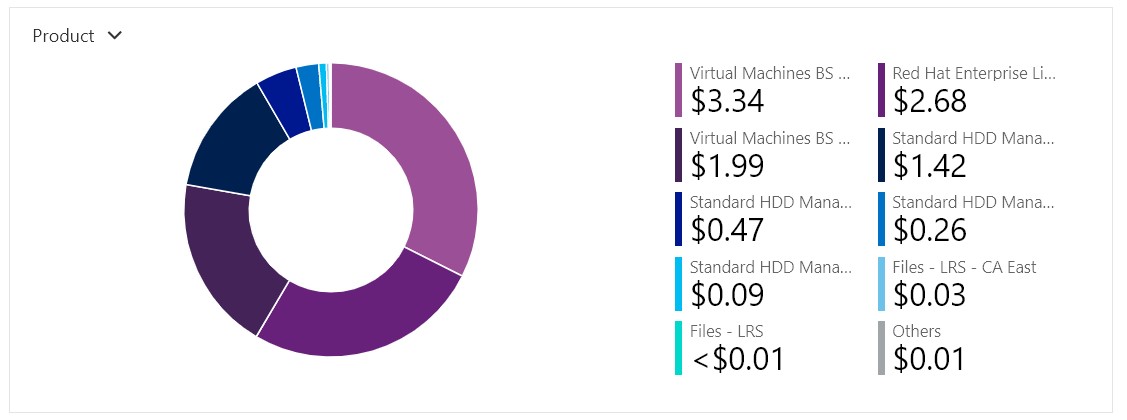 Product
Virtual Machines BS ...
$3.34
Red Hat Enterprise Li...
$2.68
Virtual Machines BS ...
$1.99
Standard HDD Mana...
$1.42
Standard HDD Mana...
$0.47
Standard HDD Mana...
$0.26
Standard HDD Mana...
$0.09
Files - LRS - CA East
$0.03
Files - LRS
<$0.01
Others
$0.01